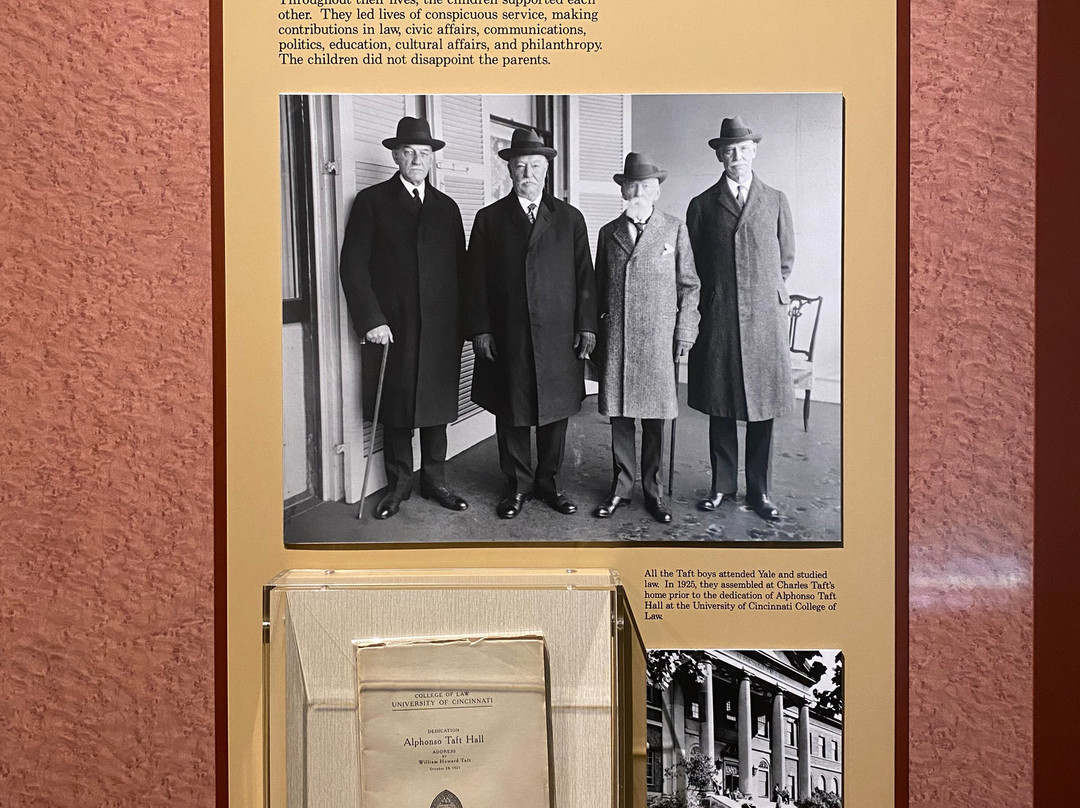 Throughout their lives, the children supported each
other. They led lives of conspicuous service, making
contributions in law, civic affairs, communications,
politics, education, cultural affairs, and philanthropy.
The children did not disappoint the parents.
All the Taft boys attended Yale and studied
law. In 1925, they assembled at Charles Taft's
home prior to the dedication of Alphonso Taft
Hall at the University of Cincinnati College of
Law.
COLLEGE OF LAW
UNIVERSITY OF CINCINNATI
DEDICATION
Alphonso Taft Hall
ADDRESS
BY
William Howard Taft
October 28, 1925